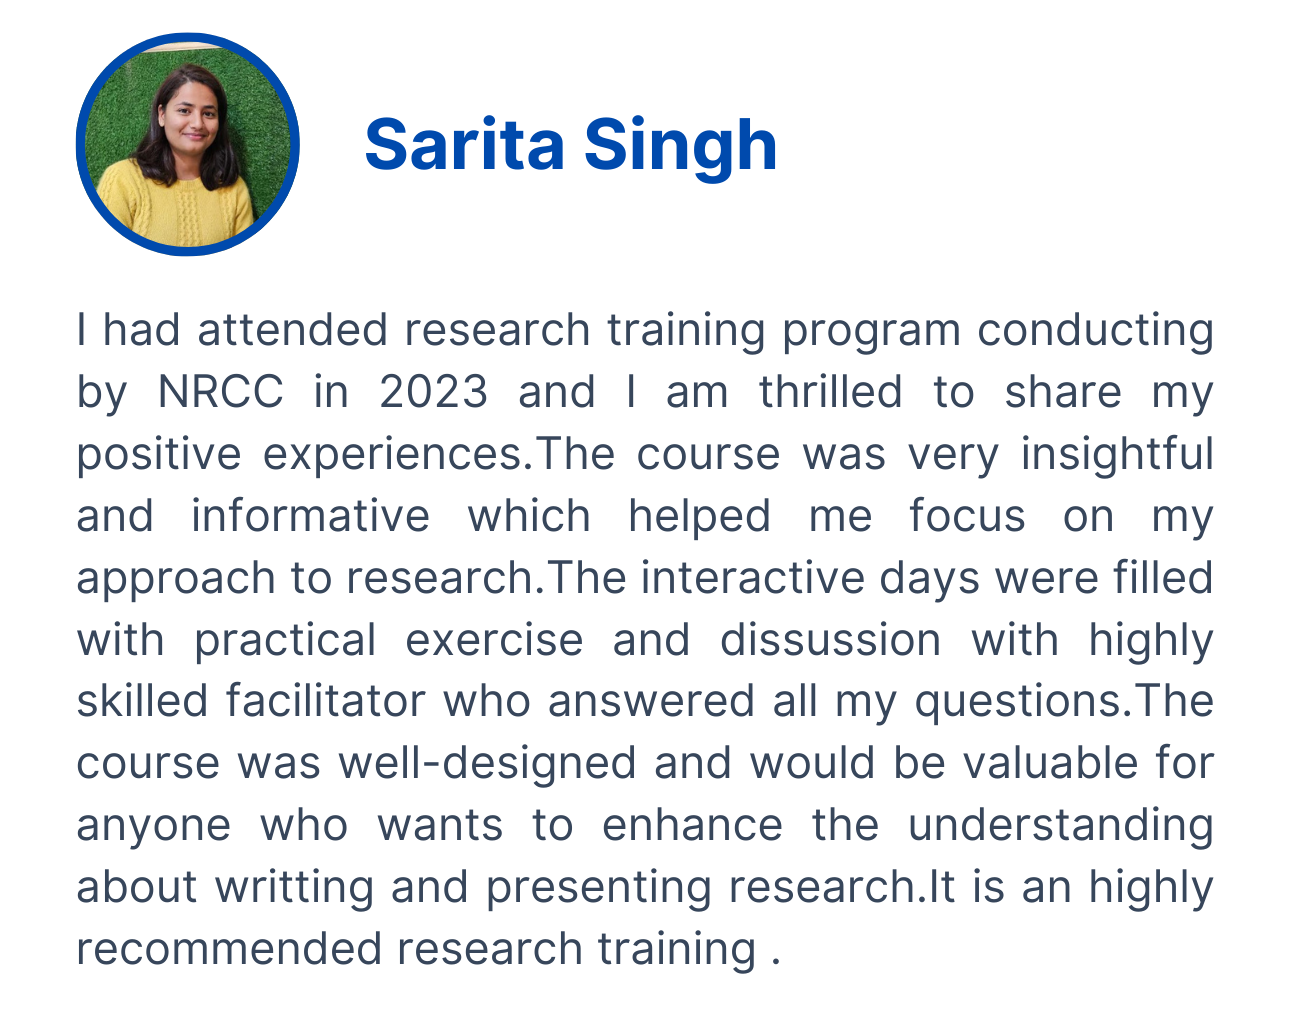 Sarita Singh
I had attended research training program conducting
by NRCC in 2023 and I am thrilled to share my
positive experiences.The course was very insightful
and informative which helped me focus on my
approach to research.The interactive days were filled
with practical exercise and dissussion with highly
skilled facilitator who answered all my questions.The
course was well-designed and would be valuable for
anyone who wants to enhance the understanding
about writting and presenting research.It is an highly
recommended research training .